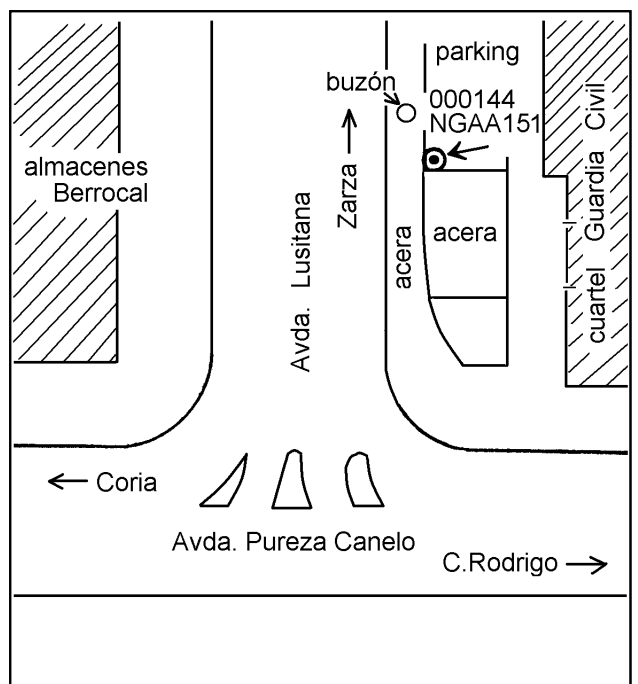 parking
buzón
000144
NGAA151
almacenes
Berrocal
Zarza
Avda. Lusitana
acera
acera
cuartel Guardia Civil
Coria
Avda. Pureza Canelo
C.Rodrigo